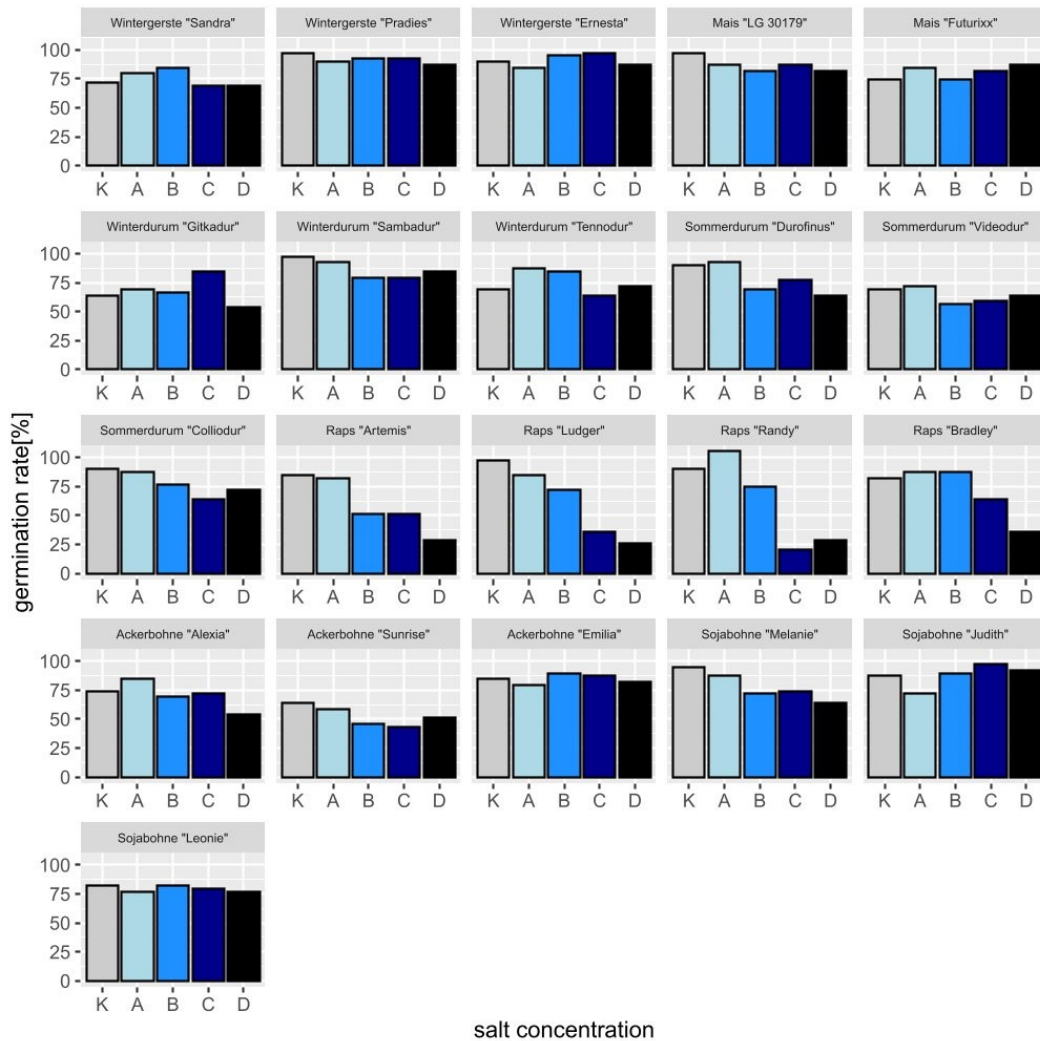 Wintergerste "Sandra" Wintergerste "Pradies" Wintergerste "Ernesta" Mais "LG 30179" Mais "Futurixx"
100
75
50
25
0
K A B C D K A B C D K A B C D K A B C D K A B C D
Winterdurum "Gitkadur" Winterdurum "Sambadur" Winterdurum "Tennodur" Sommerdurum "Durofinus" Sommerdurum "Videodur"
100
75
50
25
0
K A B C D K A B C D K A B C D K A B C D K A B C D
germination rate[%]
Sommerdurum "Colliodur" Raps "Artemis" Raps "Ludger" Raps "Randy" Raps "Bradley"
100
75
50
25
0
K A B C D K A B C D K A B C D K A B C D K A B C D
Ackerbohne "Alexia" Ackerbohne "Sunrise" Ackerbohne "Emilia" Sojabohne "Melanie" Sojabohne "Judith"
100
75
50
25
0
K A B C D K A B C D K A B C D K A B C D K A B C D
Sojabohne "Leonie"
100
75
50
25
0
K A B C D
salt concentration